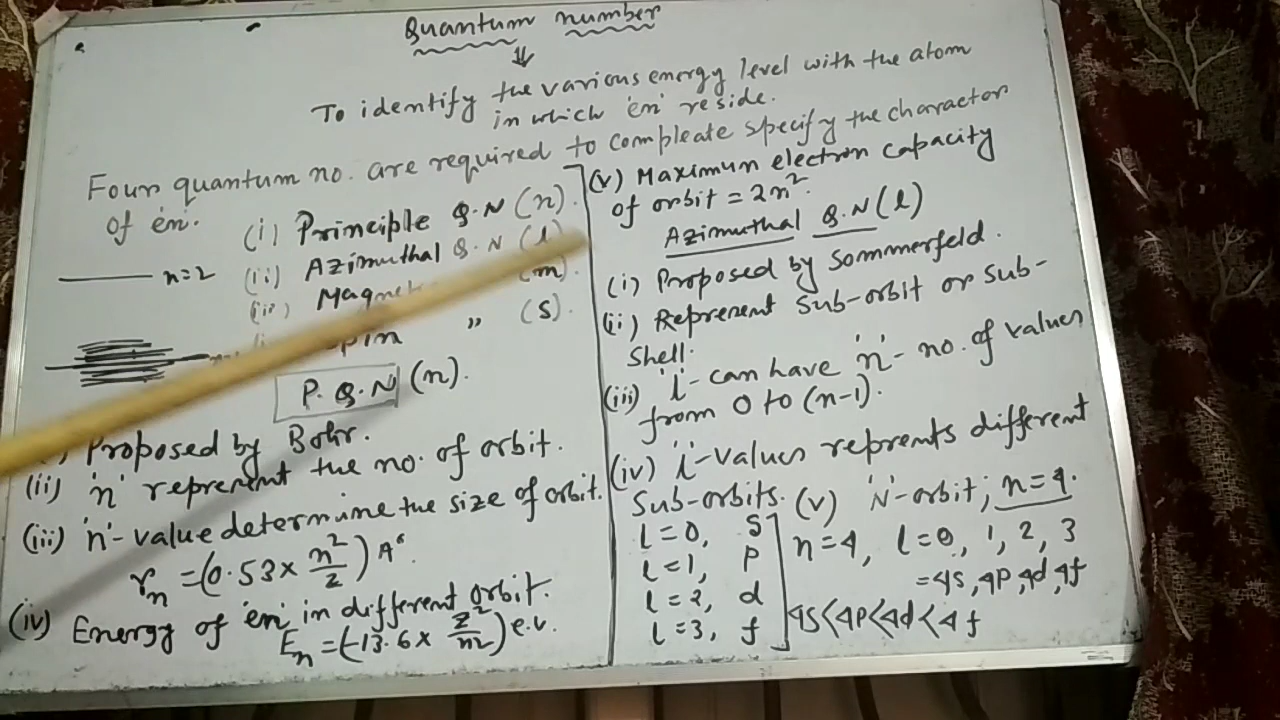 Quantum number
To identify the various energy level with the atom
in which 'en' reside.
Four quantum no. are required to compleate specify the charactor
of en.
(i) Principle Q.N (n).
n=2
(ii) Azimuthal Q.N (l)
(iii) Magnet (m).
pin " (s).
P.Q.N (n).
Proposed by Bohr.
(ii) 'n' reprerent the no. of orbit.
(iii) 'n'-value determine the size of orbit.
rn = (0.53 × n²/z) A°
(iv) Energy of 'en' in different orbit.
En = (-13.6 × z²/n²) e.v.
(v) Maximum electron capacity
of orbit = 2n².
Azimuthal Q.N (l)
(i) Proposed by Sommerfeld.
(ii) Reprerent Sub-orbit or Sub-
Shell.
(iii) 'l'-can have 'n'-no. of values
from 0 to (n-1).
(iv) 'l'-values reprents different
Sub-orbits.
l=0, S
l=1, P
l=2, d
l=3, f
(v) 'N'-orbit; n=4.
n=4, l=0, 1, 2, 3
=4s, 4p, 4d, 4f
4s<4p<4d<4f